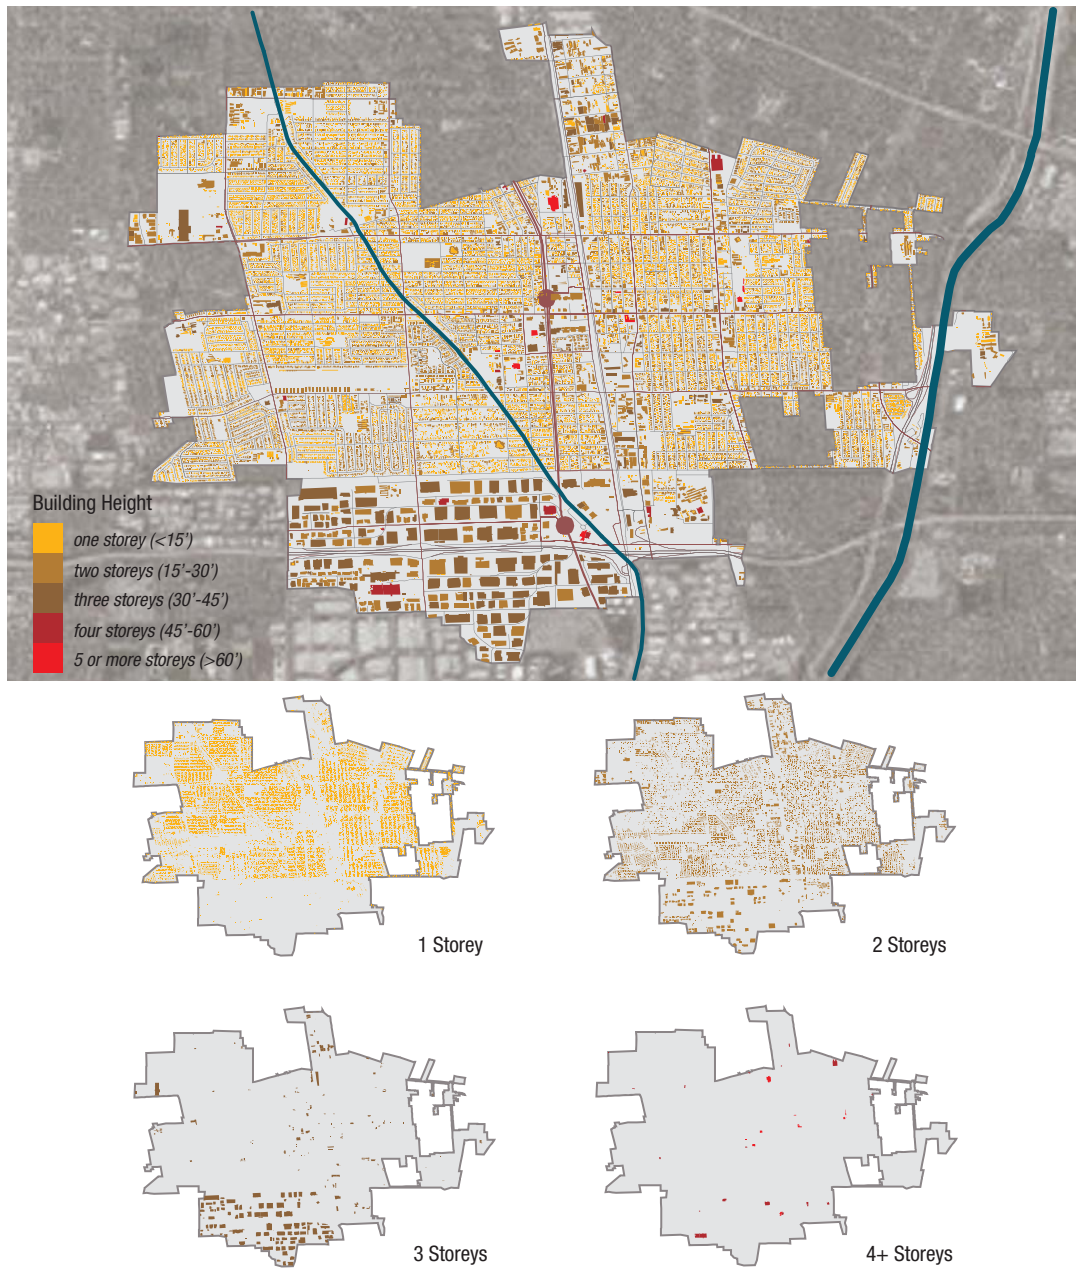 Building Height
one storey (<15')
two storeys (15'-30')
three storeys (30'-45')
four storeys (45'-60')
5 or more storeys (>60')
1 Storey
2 Storeys
3 Storeys
4+ Storeys